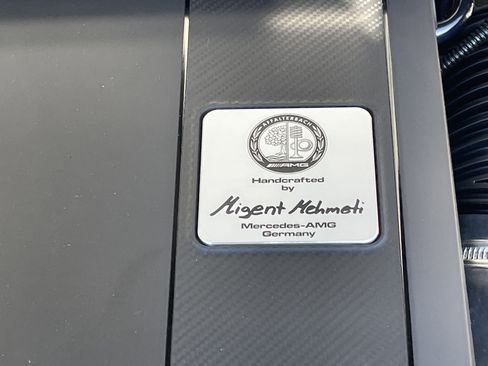 AFFALTERBACH
AMG
Handcrafted
by
Migent Mehmeti
Mercedes-AMG
Germany